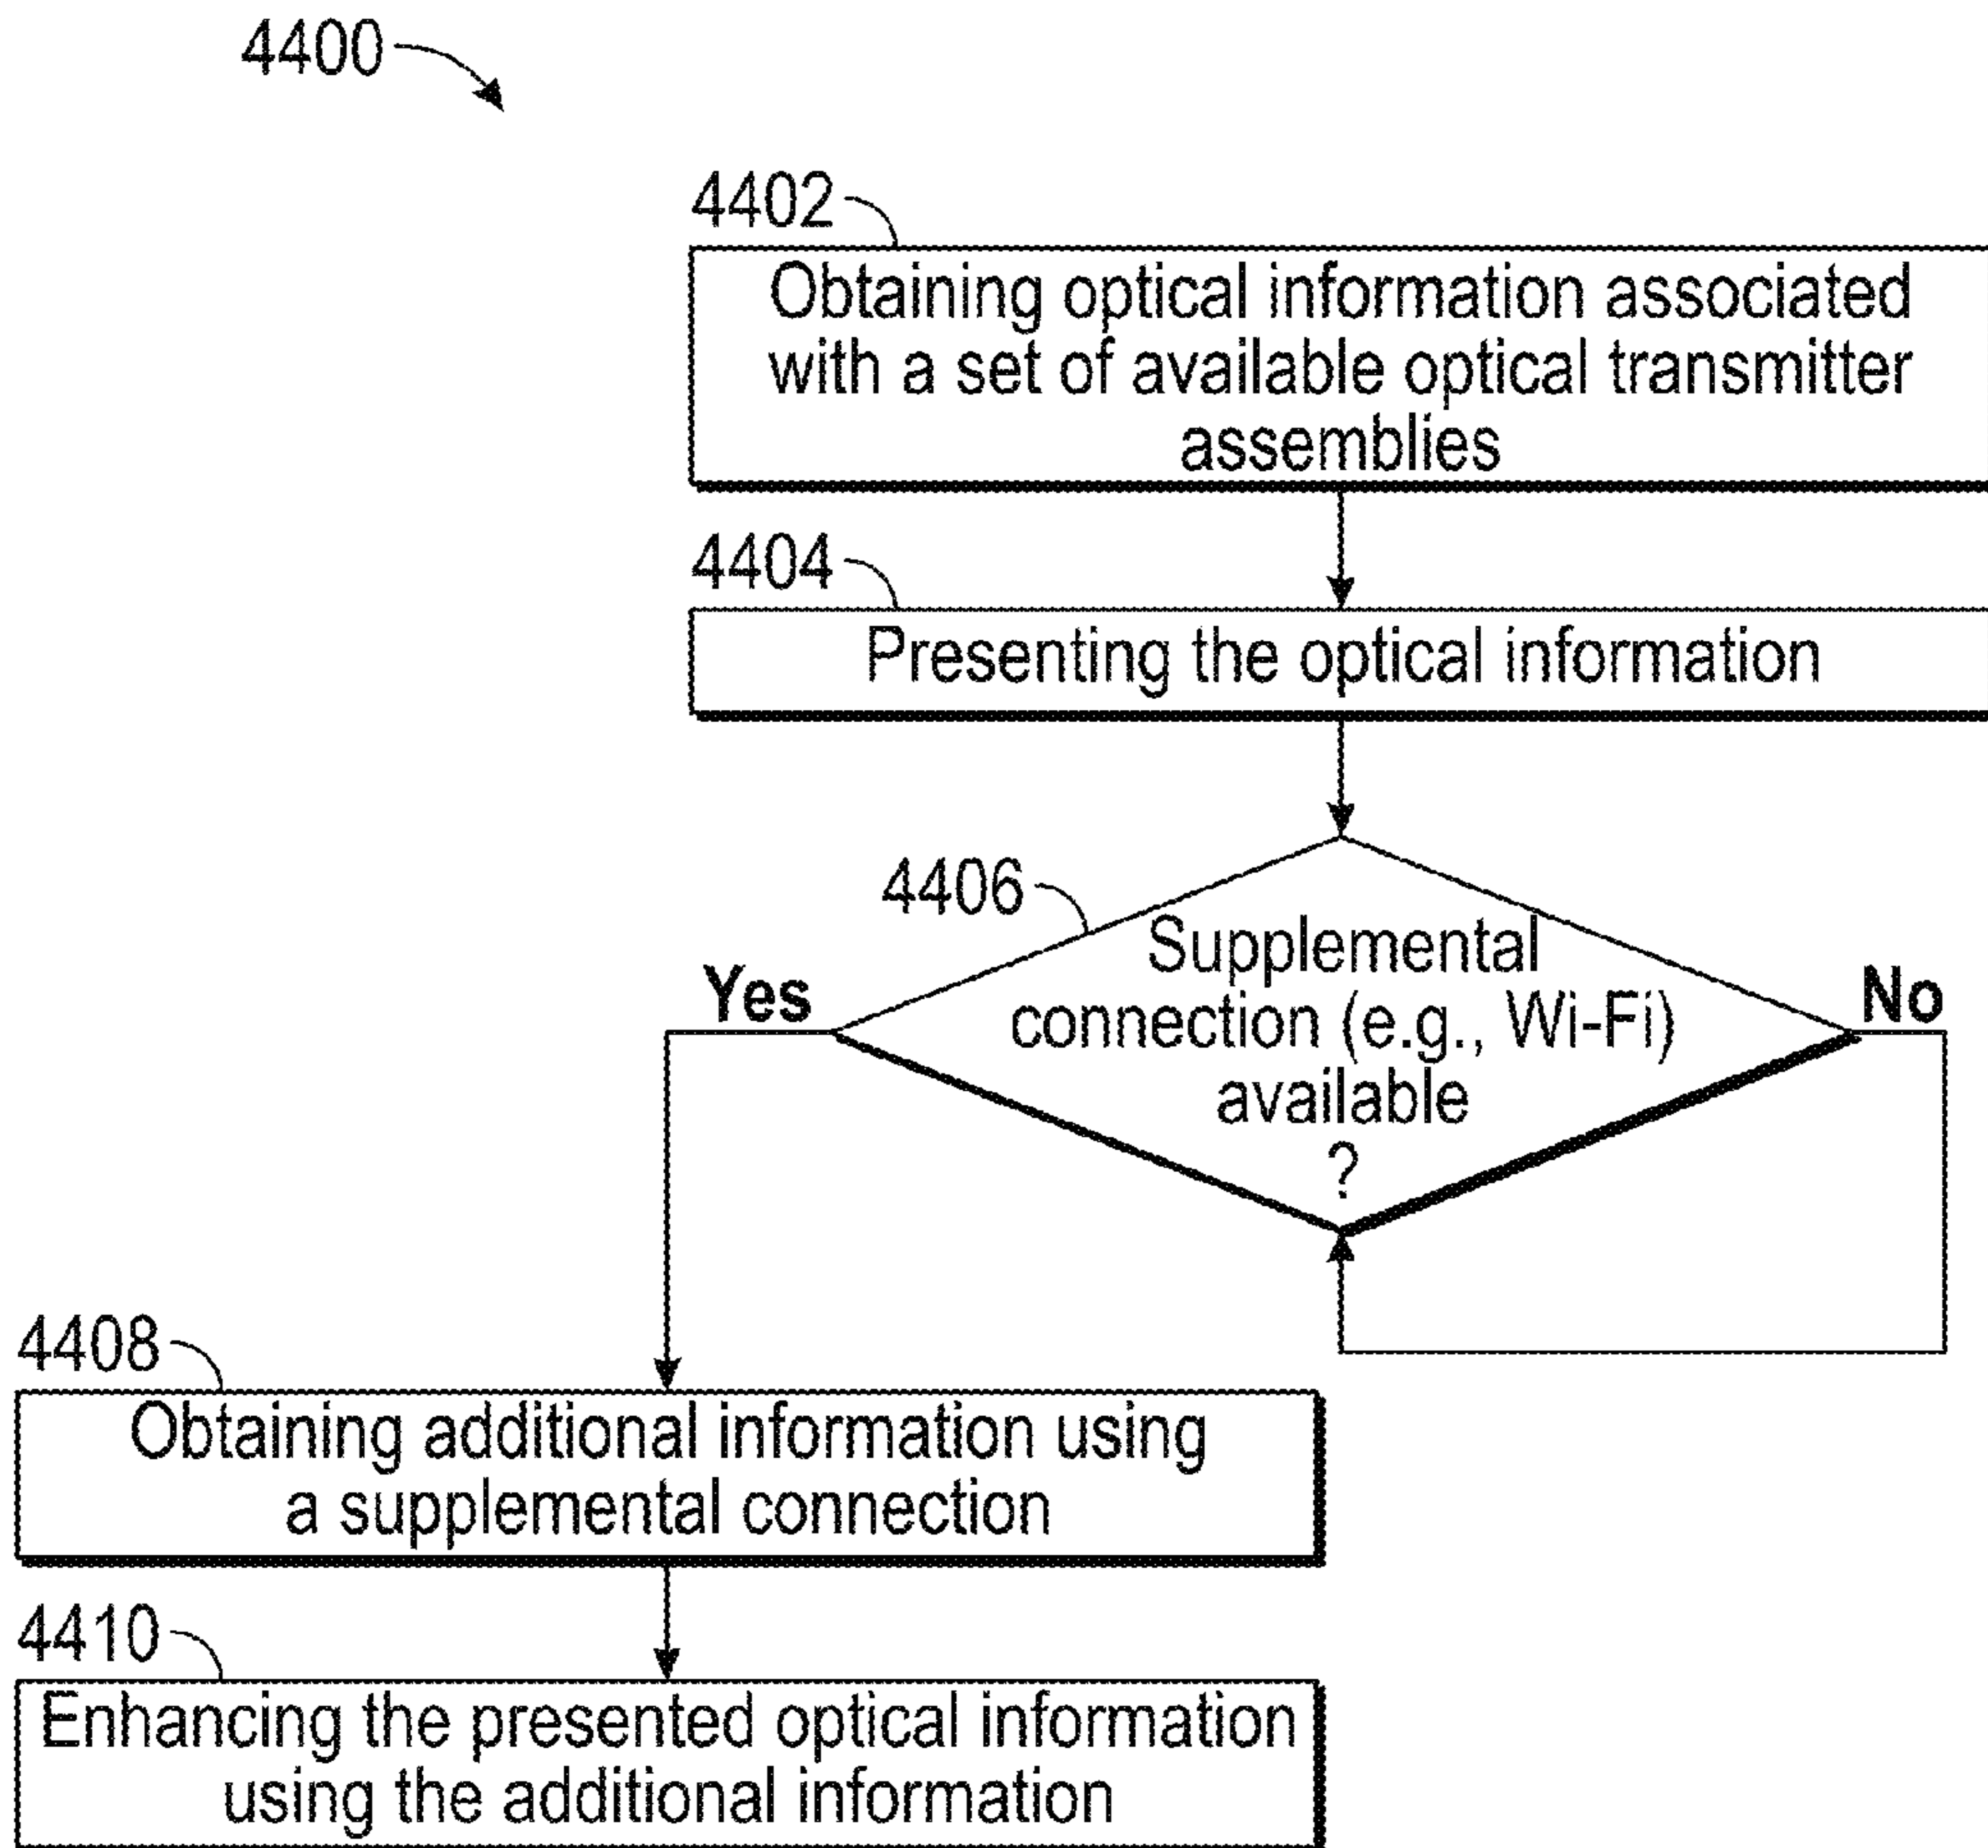 4400
4402
Obtaining optical information associated
with a set of available optical transmitter
assemblies
4404
Presenting the optical information
4406
Supplemental
connection (e.g., Wi-Fi)
available
?
Yes
No
4408
Obtaining additional information using
a supplemental connection
4410
Enhancing the presented optical information
using the additional information